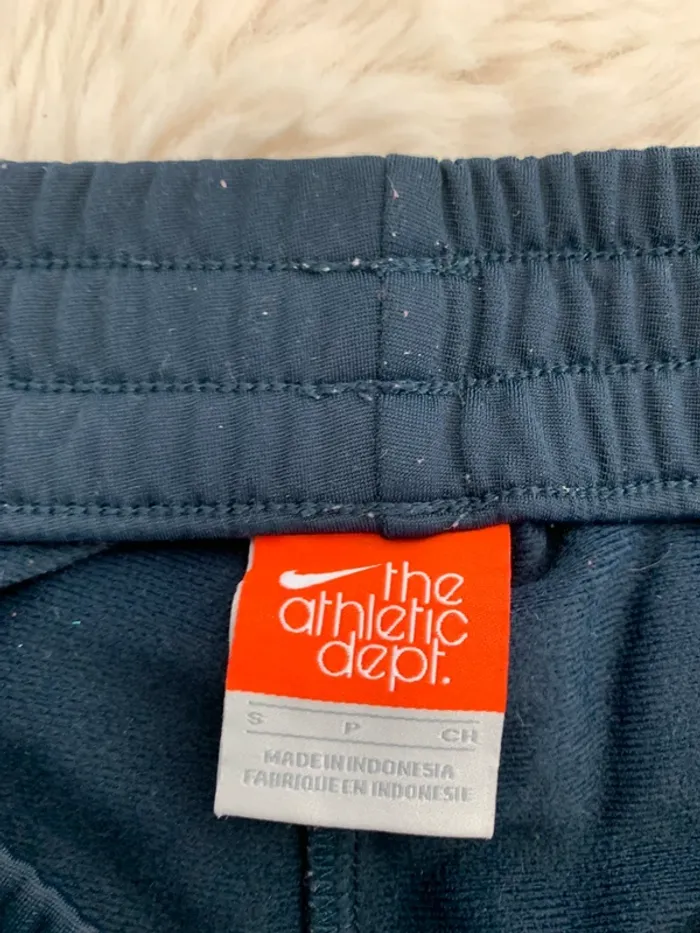 the
athletic
dept.
S P CH
MADE IN INDONESIA
FABRIQUE EN INDONESIE